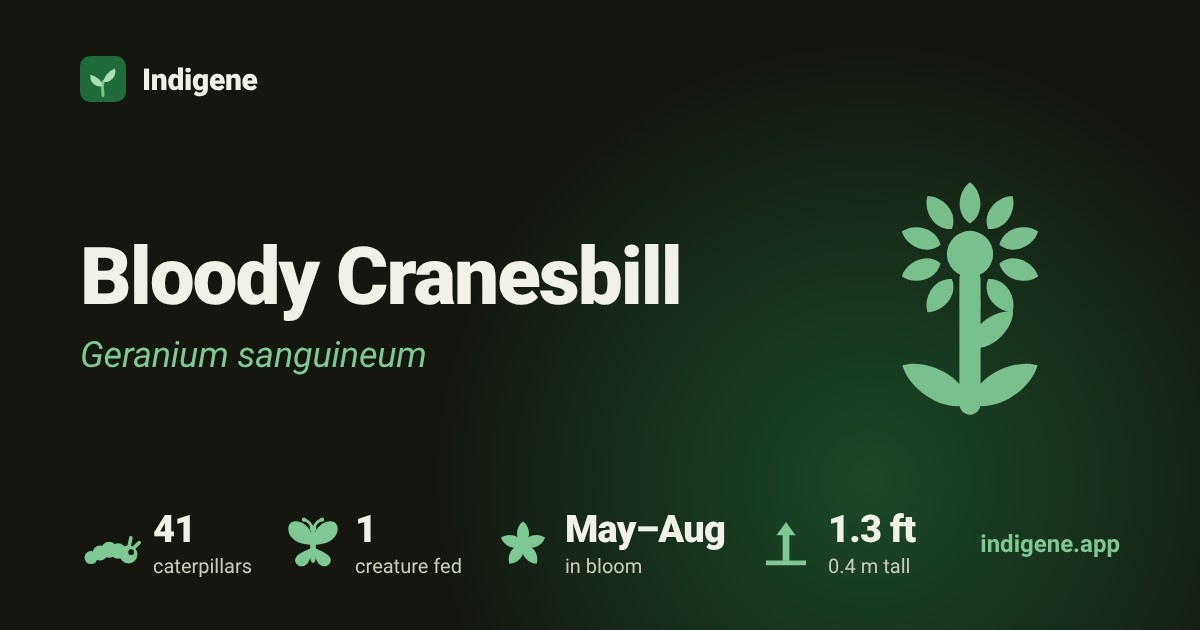 Indigene
Bloody Cranesbill
Geranium sanguineum
41
caterpillars
1
creature fed
May–Aug
in bloom
1.3 ft
0.4 m tall
indigene.app